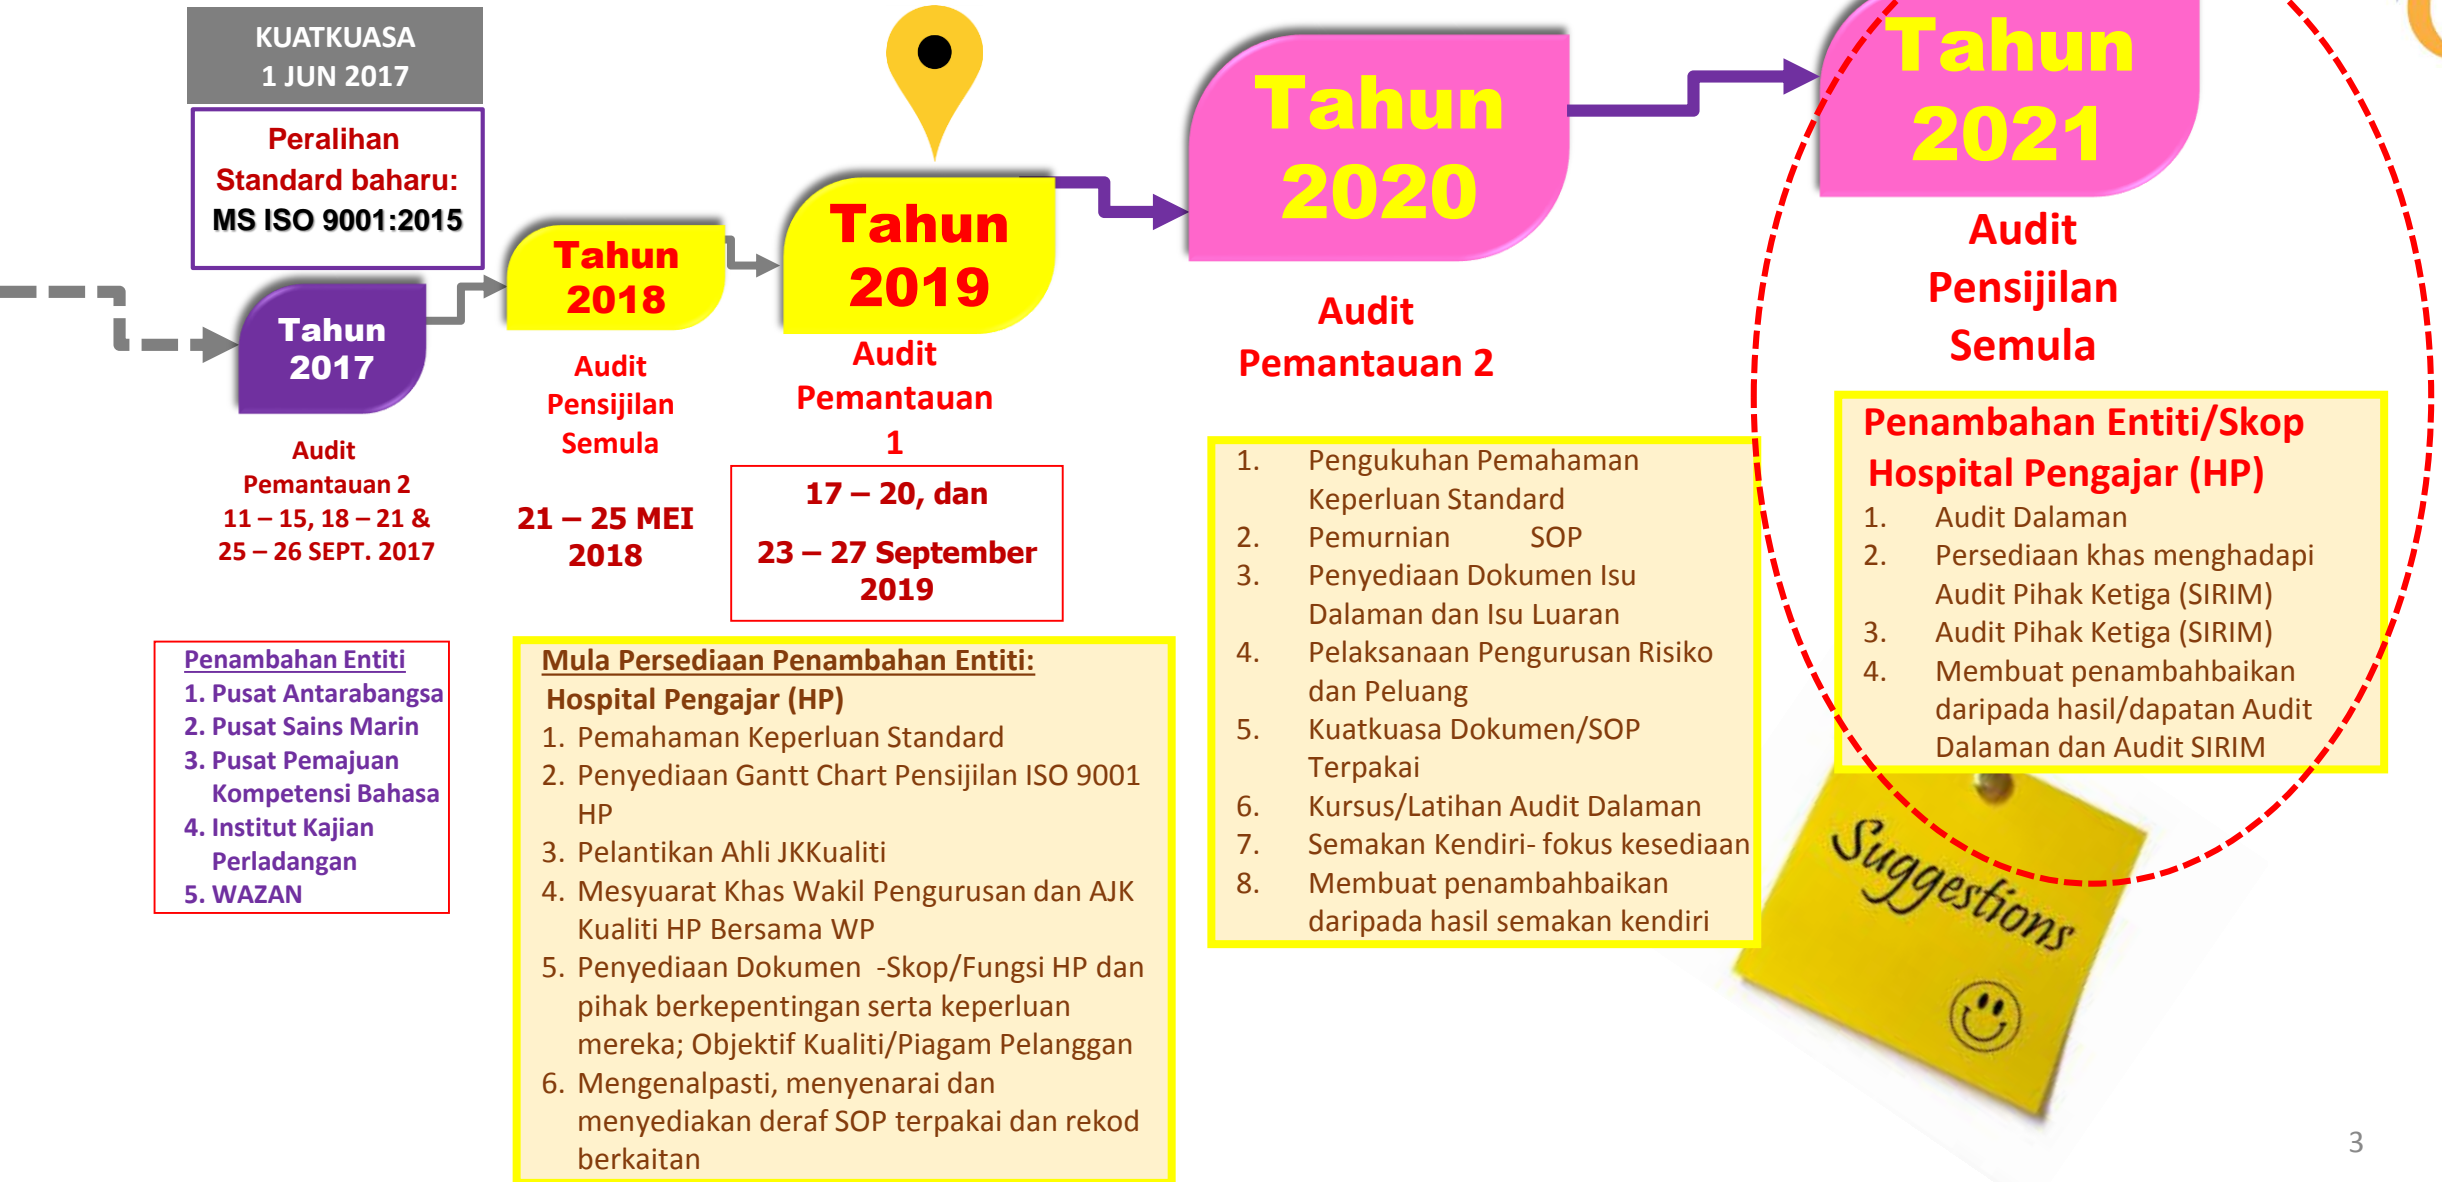 KUATKUASA
1 JUN 2017
Peralihan
Standard baharu:
MS ISO 9001:2015
Tahun
2017
Audit
Pemantauan 2
11 – 15, 18 – 21 &
25 – 26 SEPT. 2017
Penambahan Entiti
1. Pusat Antarabangsa
2. Pusat Sains Marin
3. Pusat Pemajuan
Kompetensi Bahasa
4. Institut Kajian
Perladangan
5. WAZAN
Tahun
2018
Audit
Pensijilan
Semula
21 – 25 MEI
2018
Tahun
2019
Audit
Pemantauan
1
17 – 20, dan
23 – 27 September
2019
Mula Persediaan Penambahan Entiti:
Hospital Pengajar (HP)
1. Pemahaman Keperluan Standard
2. Penyediaan Gantt Chart Pensijilan ISO 9001
HP
3. Pelantikan Ahli JKKualiti
4. Mesyuarat Khas Wakil Pengurusan dan AJK
Kualiti HP Bersama WP
5. Penyediaan Dokumen -Skop/Fungsi HP dan
pihak berkepentingan serta keperluan
mereka; Objektif Kualiti/Piagam Pelanggan
6. Mengenalpasti, menyenarai dan
menyediakan deraf SOP terpakai dan rekod
berkaitan
Tahun
2020
Audit
Pemantauan 2
1. Pengukuhan Pemahaman
Keperluan Standard
2. Pemurnian SOP
3. Penyediaan Dokumen Isu
Dalaman dan Isu Luaran
4. Pelaksanaan Pengurusan Risiko
dan Peluang
5. Kuatkuasa Dokumen/SOP
Terpakai
6. Kursus/Latihan Audit Dalaman
7. Semakan Kendiri- fokus kesediaan
8. Membuat penambahbaikan
daripada hasil semakan kendiri
Tahun
2021
Audit
Pensijilan
Semula
Penambahan Entiti/Skop
Hospital Pengajar (HP)
1. Audit Dalaman
2. Persediaan khas menghadapi
Audit Pihak Ketiga (SIRIM)
3. Audit Pihak Ketiga (SIRIM)
4. Membuat penambahbaikan
daripada hasil/dapatan Audit
Dalaman dan Audit SIRIM
Suggestions
3